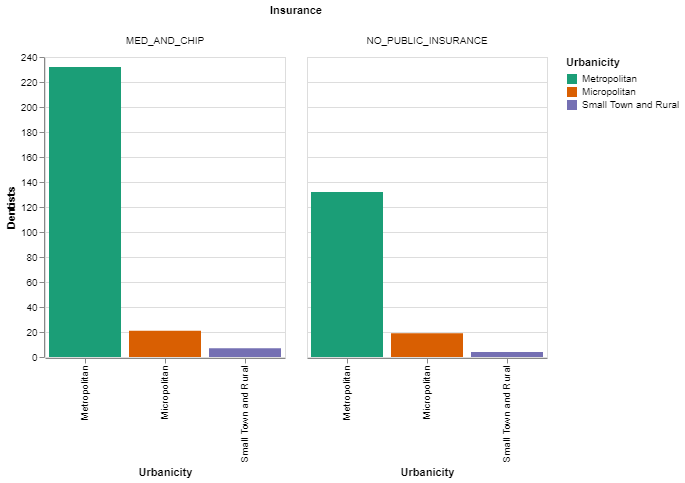 Insurance
MED_AND_CHIP
NO_PUBLIC_INSURANCE
240
220
200
180
160
140
120
100
80
60
40
20
0
Dentists
Metropolitan
Micropolitan
Small Town and Rural
Urbanicity
Metropolitan
Micropolitan
Small Town and Rural
Urbanicity
Urbanicity
Metropolitan
Micropolitan
Small Town and Rural